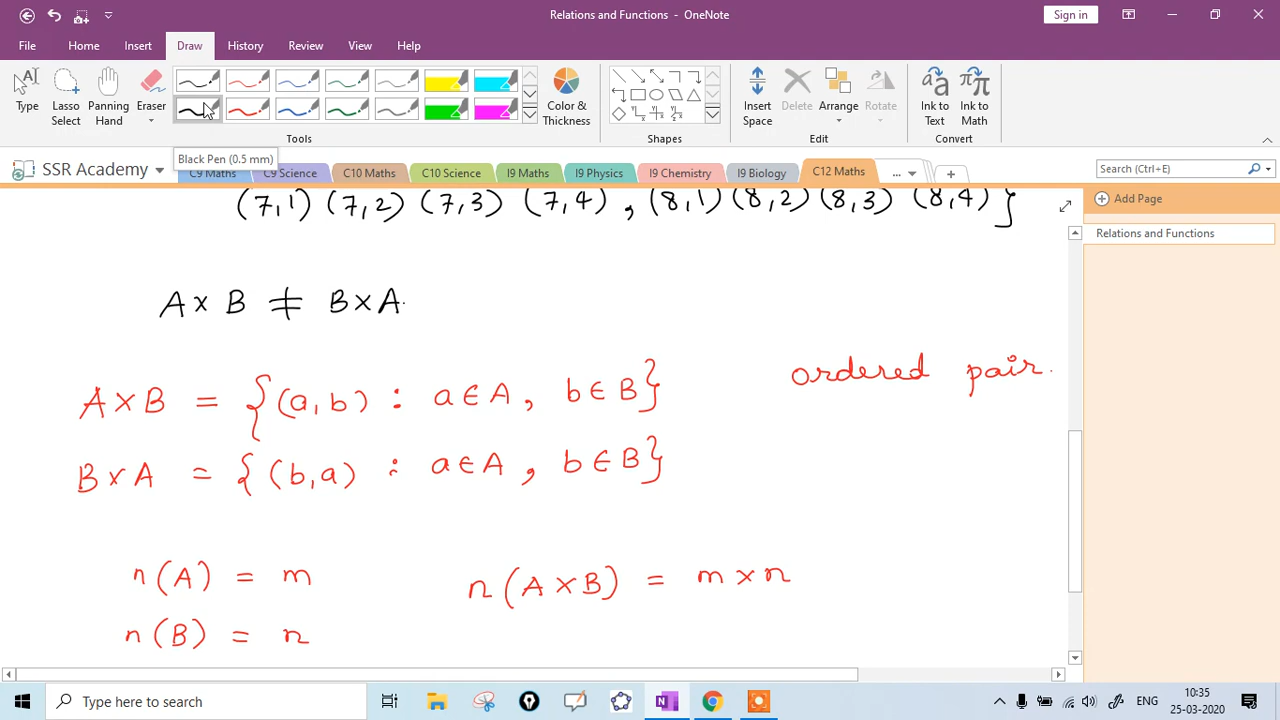 Relations and Functions - OneNote
Sign in
File Home Insert Draw History Review View Help
Type
Lasso Select
Panning Hand
Eraser
Color & Thickness
Insert Space
Delete
Arrange
Rotate
Ink to Text
Ink to Math
Tools
Shapes
Edit
Convert
Black Pen (0.5 mm)
SSR Academy
C9 Maths C9 Science C10 Maths C10 Science I9 Maths I9 Physics I9 Chemistry I9 Biology C12 Maths ...
Search (Ctrl+E)
Add Page
Relations and Functions
(7,1) (7,2) (7,3) (7,4) , (8,1) (8,2) (8,3) (8,4) }
A × B ≠ B × A
ordered pair.
A × B = {(a,b) : a ∈ A , b ∈ B}
B × A = {(b,a) : a ∈ A , b ∈ B}
n(A) = m
n(A × B) = m × n
n(B) = n
Type here to search
ENG
10:35
25-03-2020